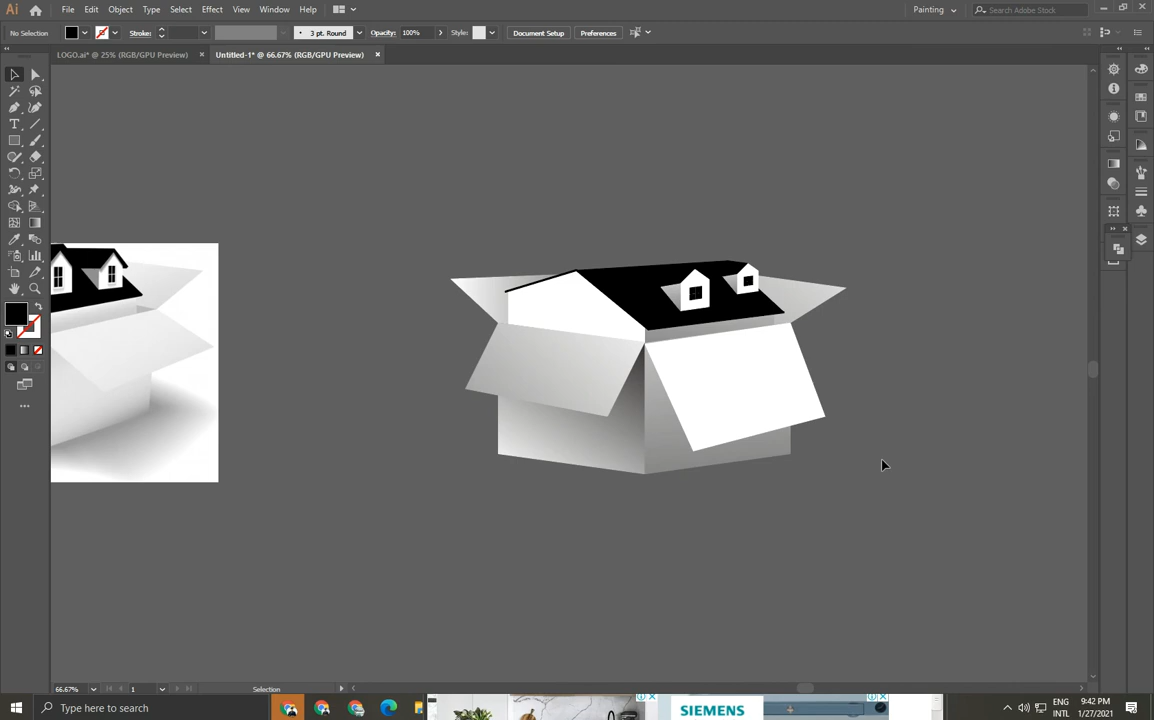 Ai File Edit Object Type Select Effect View Window Help Painting Search Adobe Stock
No Selection Stroke: 3 pt. Round Opacity: 100% Style: Document Setup Preferences
LOGO.ai* @ 25% (RGB/GPU Preview) × Untitled-1* @ 66.67% (RGB/GPU Preview) ×
66.67% 1 Selection
SIEMENS
Type here to search
ENG
INTL
9:42 PM
1/27/2021